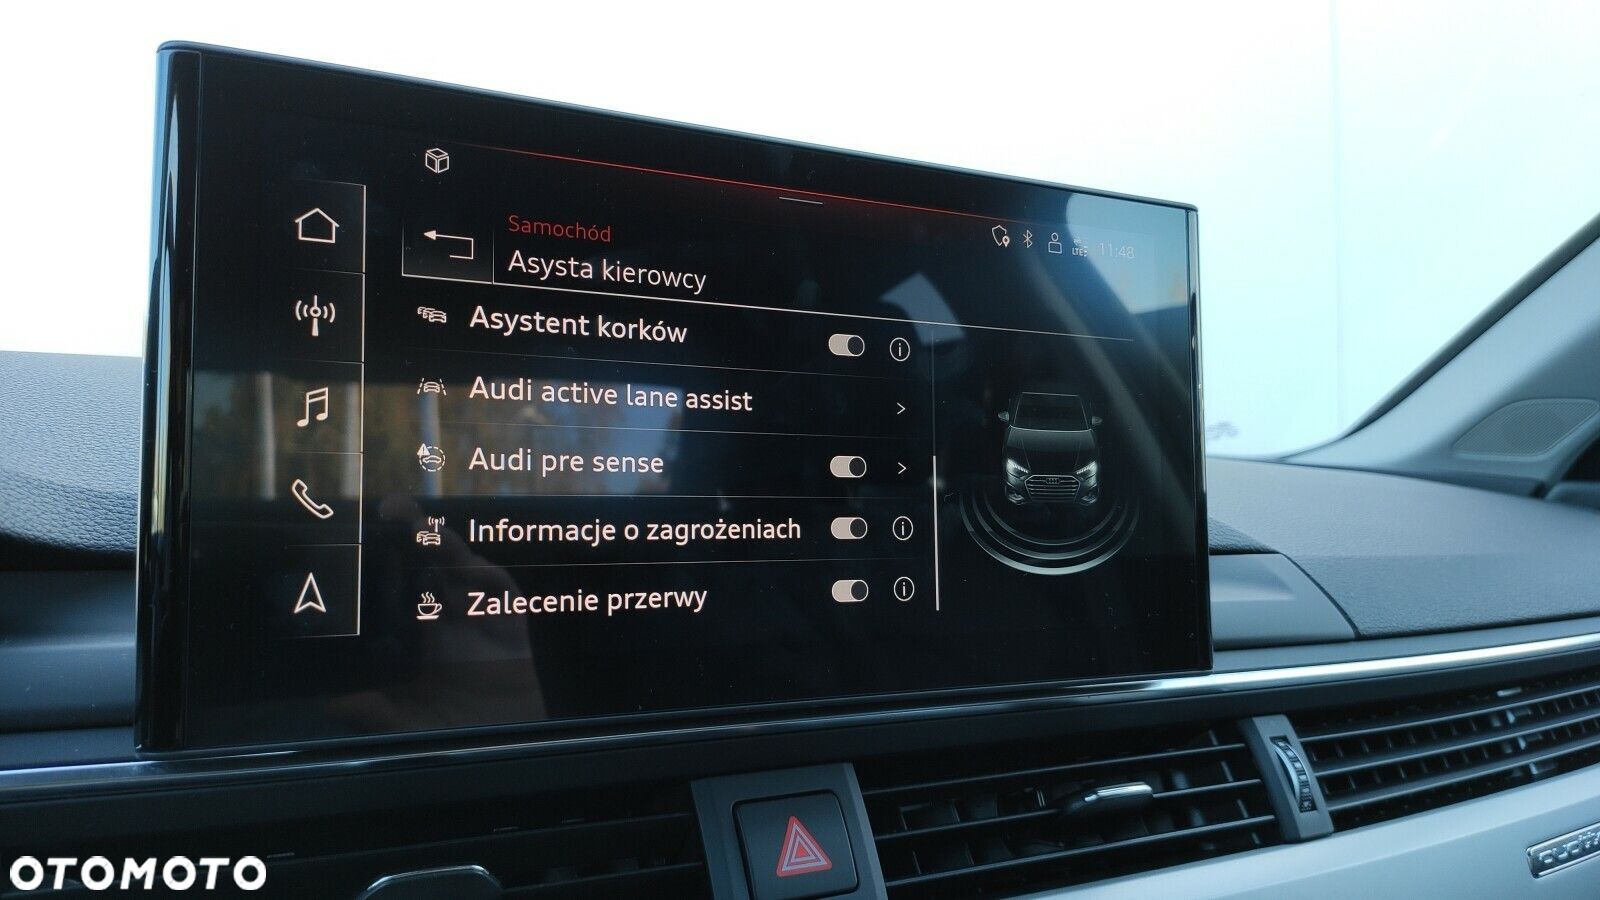 Samochód
Asysta kierowcy
LTE 11:48
Asystent korków
Audi active lane assist
Audi pre sense
Informacje o zagrożeniach
Zalecenie przerwy
OTOMOTO